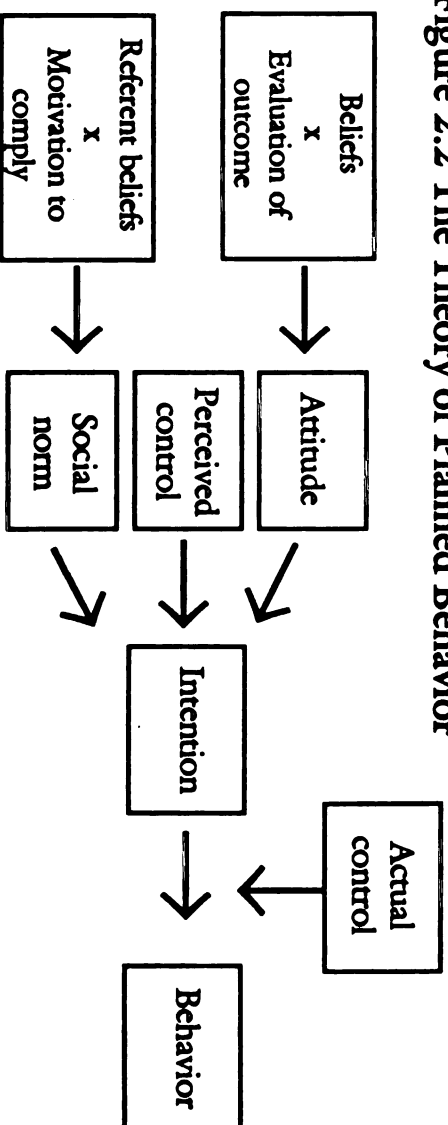 Figure 2.2 The Theory of Planned Behavior
Beliefs
x
Evaluation of
outcome
Referent beliefs
x
Motivation to
comply
Attitude
Perceived
control
Social
norm
Intention
Actual
control
Behavior